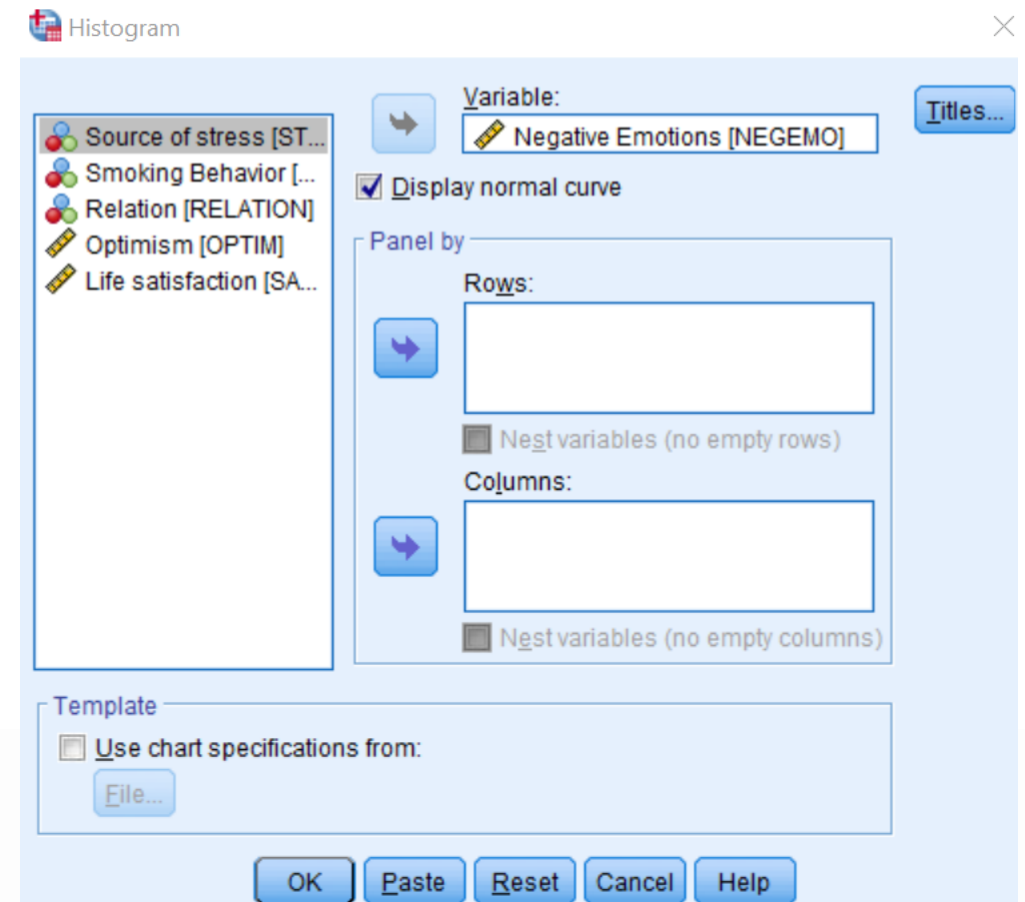 Histogram
Variable:
Titles...
Source of stress [ST...
Negative Emotions [NEGEMO]
Smoking Behavior [...
Display normal curve
Relation [RELATION]
Optimism [OPTIM]
Life satisfaction [SA...
Panel by
Rows:
Nest variables (no empty rows)
Columns:
Nest variables (no empty columns)
Template
Use chart specifications from:
File...
OK
Paste
Reset
Cancel
Help